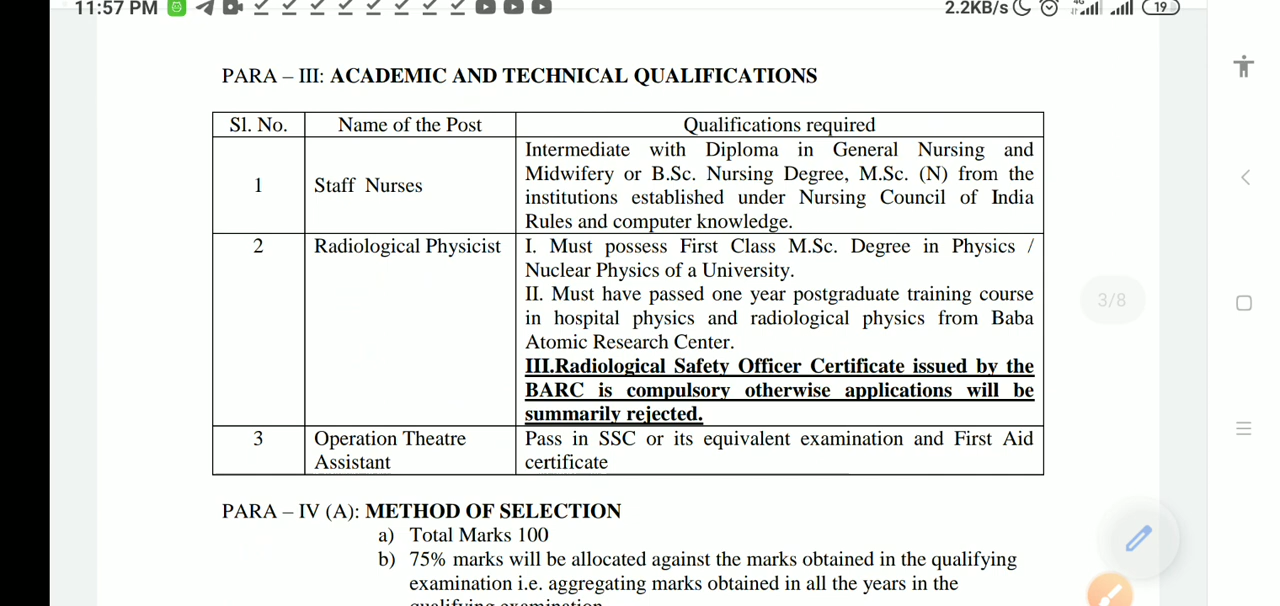 11:57 PM
2.2KB/s
4G
19
PARA – III: ACADEMIC AND TECHNICAL QUALIFICATIONS
Sl. No. Name of the Post Qualifications required
1 Staff Nurses Intermediate with Diploma in General Nursing and
Midwifery or B.Sc. Nursing Degree, M.Sc. (N) from the
institutions established under Nursing Council of India
Rules and computer knowledge.
2 Radiological Physicist I. Must possess First Class M.Sc. Degree in Physics /
Nuclear Physics of a University.
II. Must have passed one year postgraduate training course
in hospital physics and radiological physics from Baba
Atomic Research Center.
III.Radiological Safety Officer Certificate issued by the
BARC is compulsory otherwise applications will be
summarily rejected.
3 Operation Theatre Assistant Pass in SSC or its equivalent examination and First Aid
certificate
3/8
PARA – IV (A): METHOD OF SELECTION
a) Total Marks 100
b) 75% marks will be allocated against the marks obtained in the qualifying
examination i.e. aggregating marks obtained in all the years in the
qualifying examination